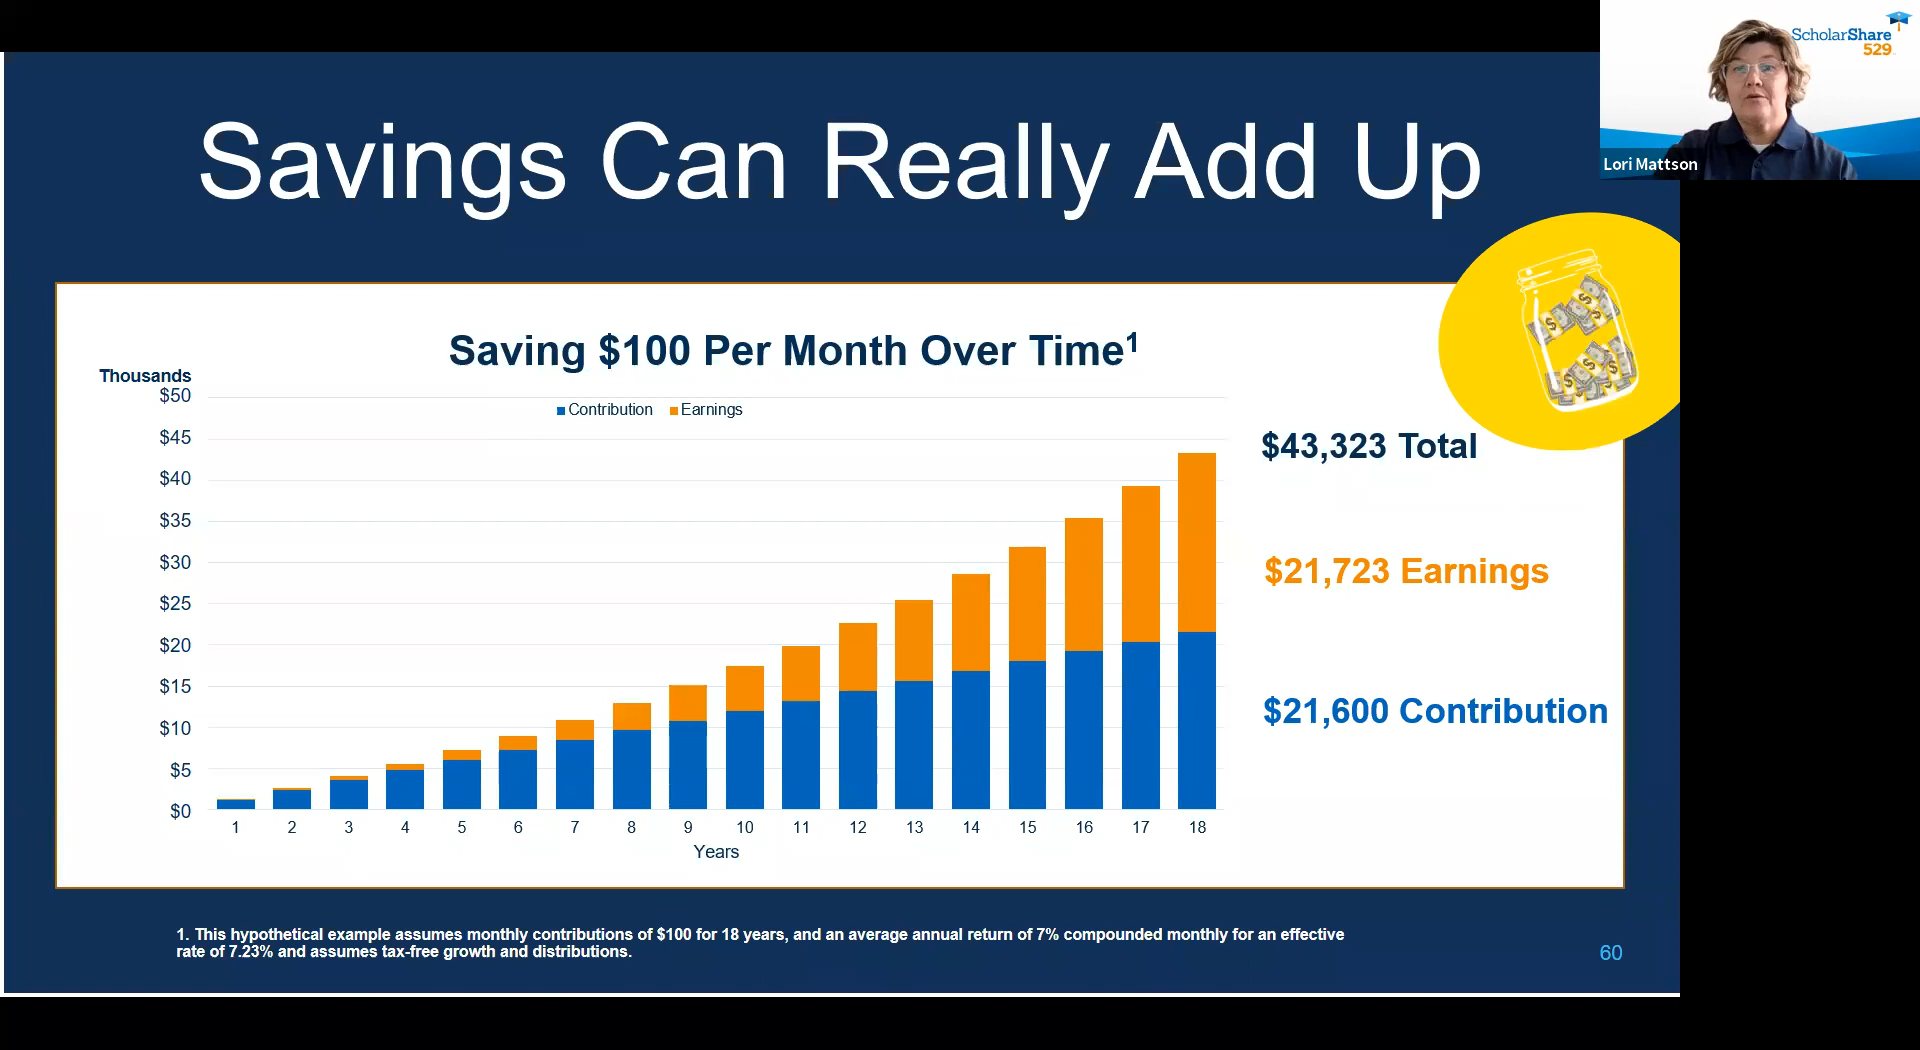 Savings Can Really Add Up
ScholarShare
529
Lori Mattson
Saving $100 Per Month Over Time¹
Thousands
Contribution Earnings
$50
$45
$40
$35
$30
$25
$20
$15
$10
$5
$0
1 2 3 4 5 6 7 8 9 10 11 12 13 14 15 16 17 18
Years
$43,323 Total
$21,723 Earnings
$21,600 Contribution
1. This hypothetical example assumes monthly contributions of $100 for 18 years, and an average annual return of 7% compounded monthly for an effective
rate of 7.23% and assumes tax-free growth and distributions.
60